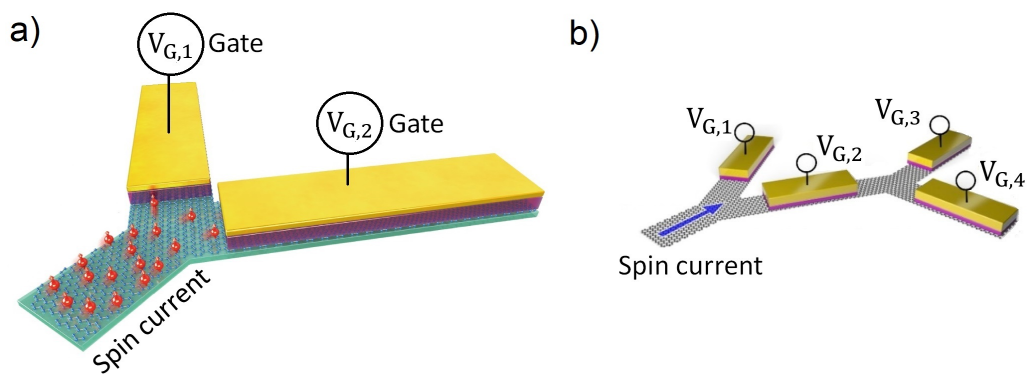 a)
V_G,1 Gate
V_G,2 Gate
Spin current
b)
V_G,1
V_G,2
V_G,3
V_G,4
Spin current